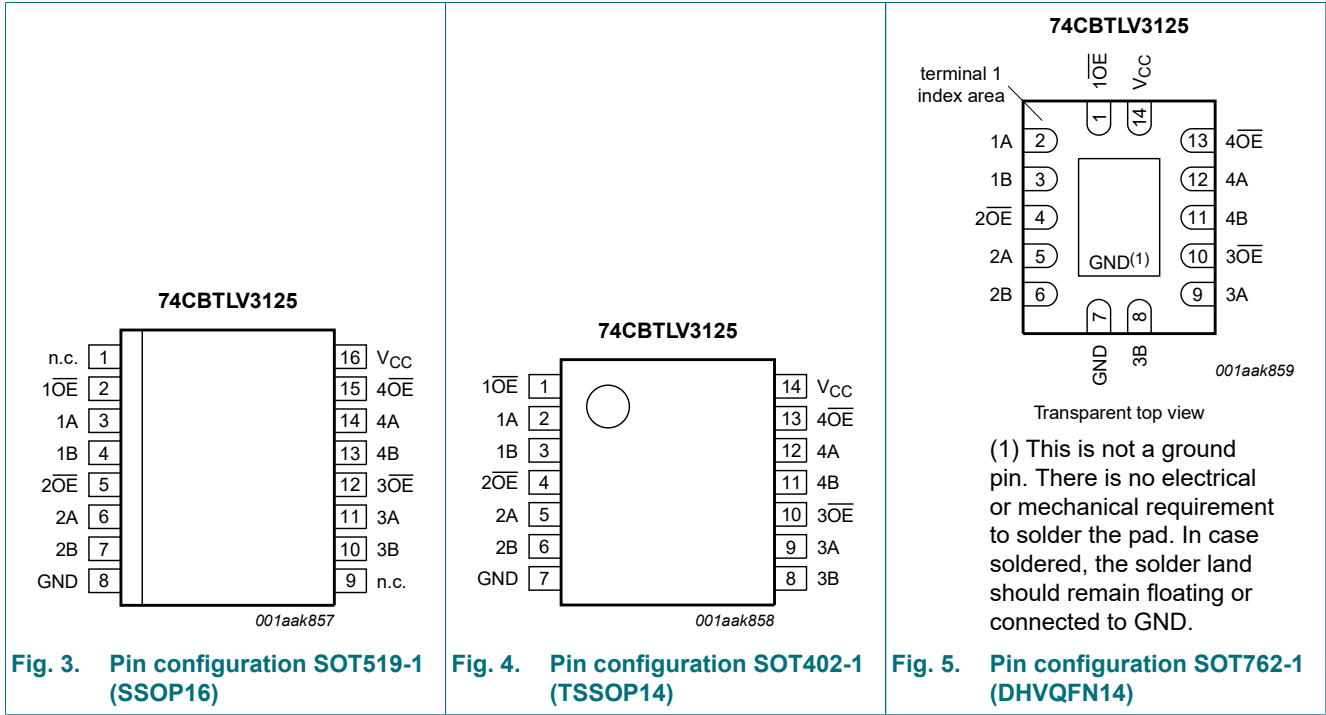 74CBTLV3125
n.c. 1
1OE 2
1A 3
1B 4
2OE 5
2A 6
2B 7
GND 8
16 VCC
15 4OE
14 4A
13 4B
12 3OE
11 3A
10 3B
9 n.c.
001aak857
Fig. 3. Pin configuration SOT519-1
(SSOP16)
74CBTLV3125
1OE 1
1A 2
1B 3
2OE 4
2A 5
2B 6
GND 7
14 VCC
13 4OE
12 4A
11 4B
10 3OE
9 3A
8 3B
001aak858
Fig. 4. Pin configuration SOT402-1
(TSSOP14)
74CBTLV3125
terminal 1
index area
1OE
VCC
1
14
1A 2
1B 3
2OE 4
2A 5
2B 6
13 4OE
12 4A
11 4B
10 3OE
9 3A
GND(1)
7
8
GND
3B
001aak859
Transparent top view
(1) This is not a ground
pin. There is no electrical
or mechanical requirement
to solder the pad. In case
soldered, the solder land
should remain floating or
connected to GND.
Fig. 5. Pin configuration SOT762-1
(DHVQFN14)